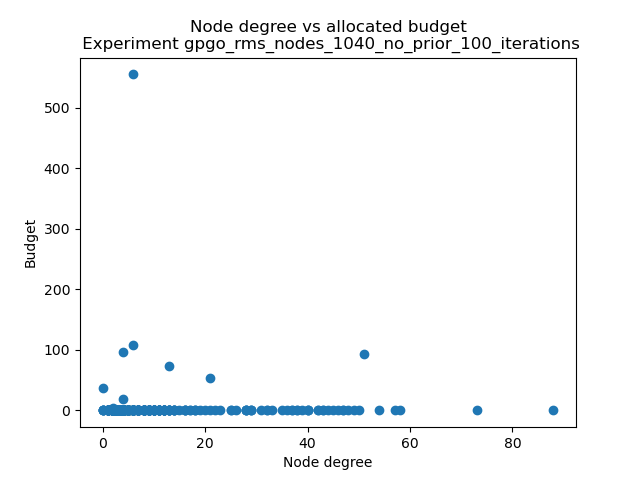 Node degree vs allocated budget
Experiment gpgo_rms_nodes_1040_no_prior_100_iterations
500
400
300
200
100
0
Budget
0 20 40 60 80
Node degree